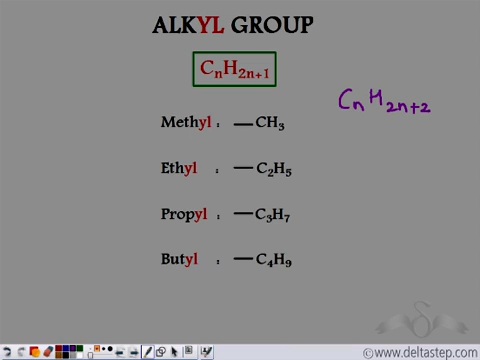 ALKYL GROUP
CₙH₂ₙ₊₁
CₙH₂ₙ₊₂
Methyl : — CH₃
Ethyl : — C₂H₅
Propyl : — C₃H₇
Butyl : — C₄H₉
©www.deltastep.com